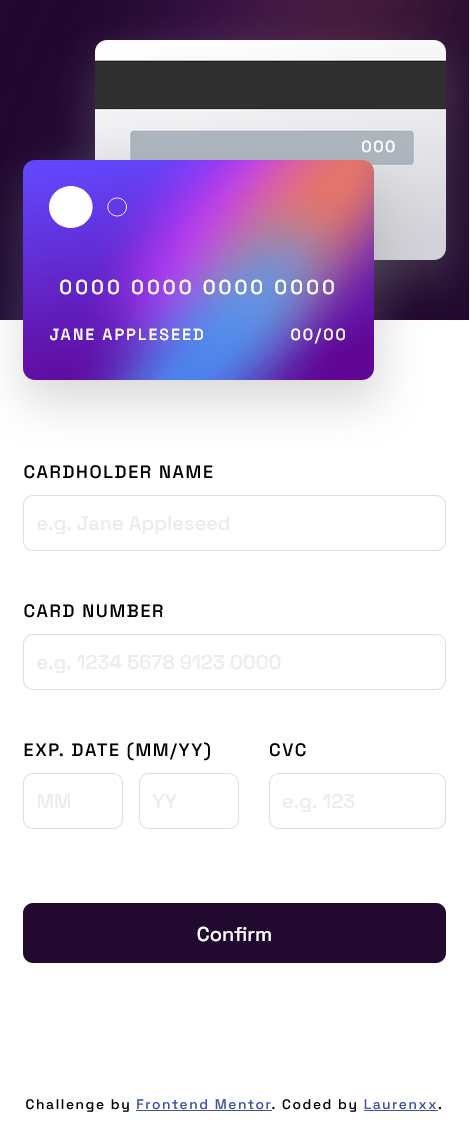 000
0000 0000 0000 0000
JANE APPLESEED 00/00
CARDHOLDER NAME
e.g. Jane Appleseed
CARD NUMBER
e.g. 1234 5678 9123 0000
EXP. DATE (MM/YY) CVC
MM YY e.g. 123
Confirm
Challenge by Frontend Mentor. Coded by Laurenxx.